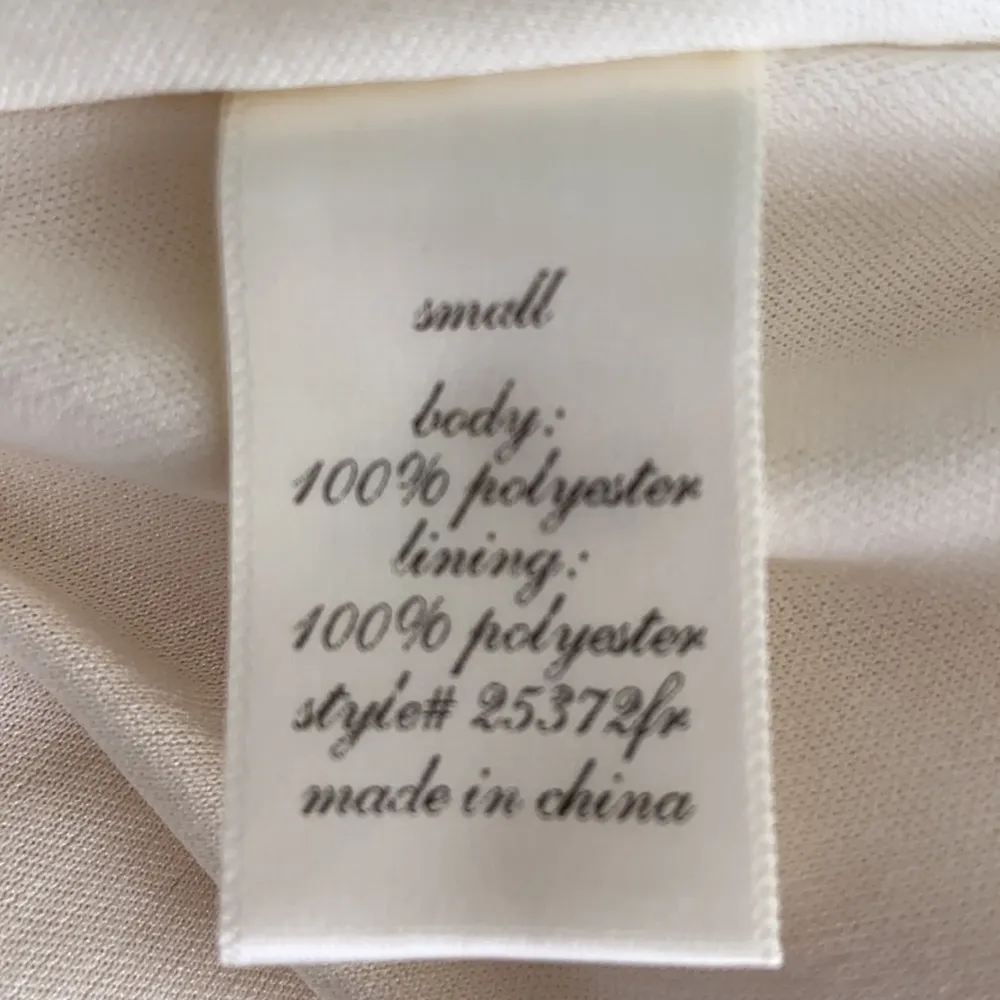 small
body:
100% polyester
lining:
100% polyester
style# 25372fr
made in china